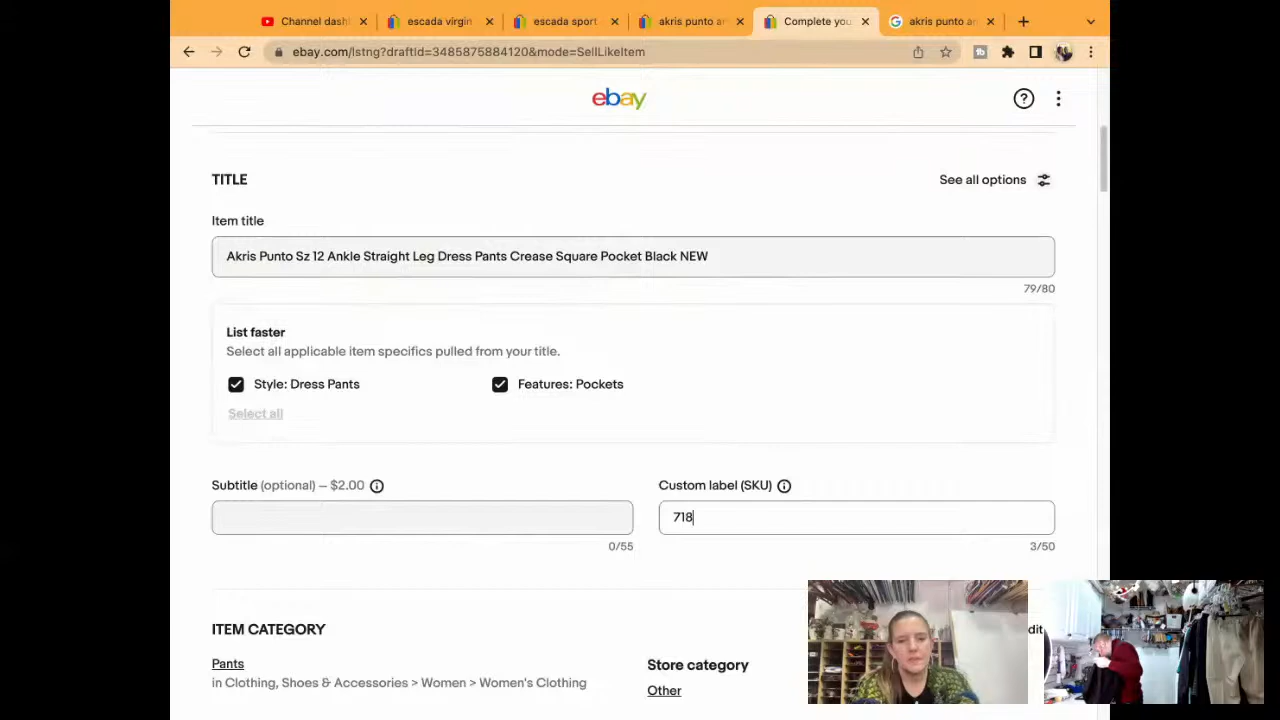 Channel dash
escada virgin
escada sport
akris punto an
Complete you
akris punto an
ebay.com/lstng?draftId=3485875884120&mode=SellLikeItem
ebay
TITLE
See all options
Item title
Akris Punto Sz 12 Ankle Straight Leg Dress Pants Crease Square Pocket Black NEW
79/80
List faster
Select all applicable item specifics pulled from your title.
Style: Dress Pants
Features: Pockets
Select all
Subtitle (optional) – $2.00
Custom label (SKU)
718
0/55
3/50
ITEM CATEGORY
dit
Pants
Store category
in Clothing, Shoes & Accessories > Women > Women's Clothing
Other